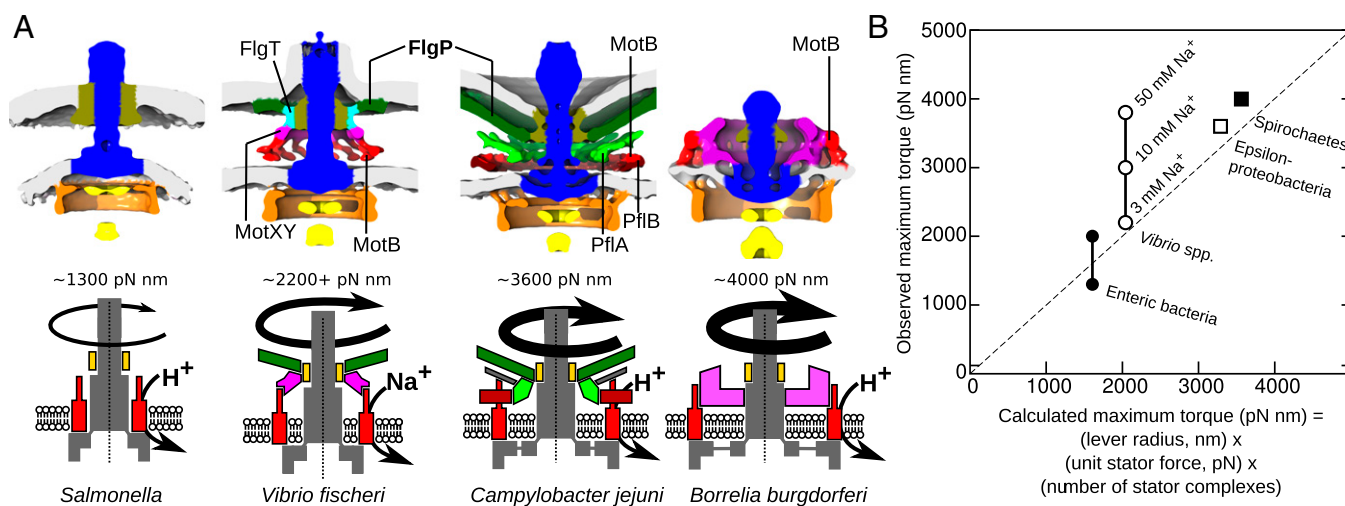 A
FlgT
FlgP
MotB
MotB
MotXY
MotB
PflB
PflA
~1300 pN nm
~2200+ pN nm
~3600 pN nm
~4000 pN nm
H+
Na+
H+
H+
Salmonella
Vibrio fischeri
Campylobacter jejuni
Borrelia burgdorferi
B
Observed maximum torque (pN nm)
5000
4000
3000
2000
1000
0
50 mM Na+
10 mM Na+
3 mM Na+
Spirochaetes
Epsilon-
proteobacteria
Vibrio spp.
Enteric bacteria
0
1000
2000
3000
4000
Calculated maximum torque (pN nm) =
(lever radius, nm) x
(unit stator force, pN) x
(number of stator complexes)